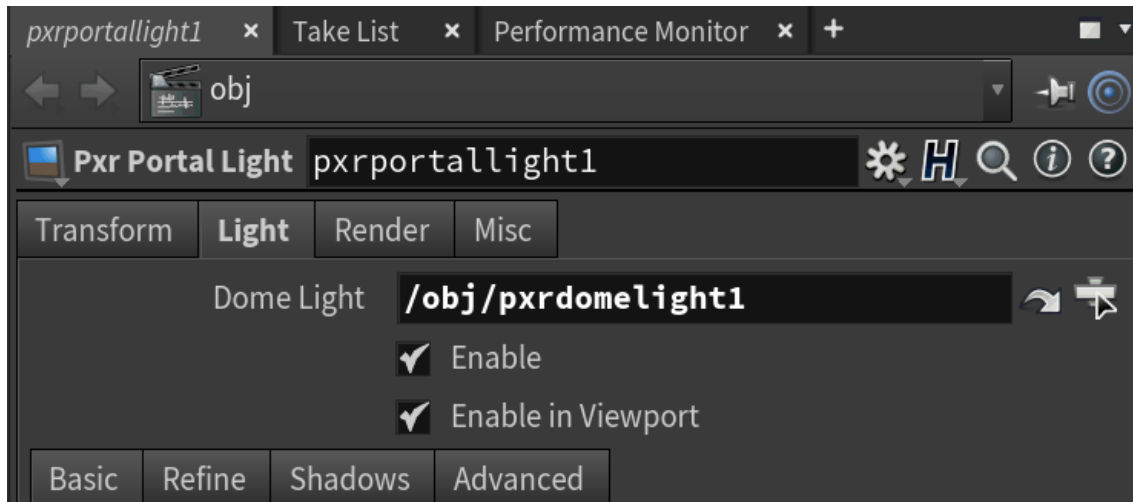 pxrportallight1 × Take List × Performance Monitor × +
obj
Pxr Portal Light pxrportallight1
Transform Light Render Misc
Dome Light /obj/pxrdomelight1
Enable
Enable in Viewport
Basic Refine Shadows Advanced